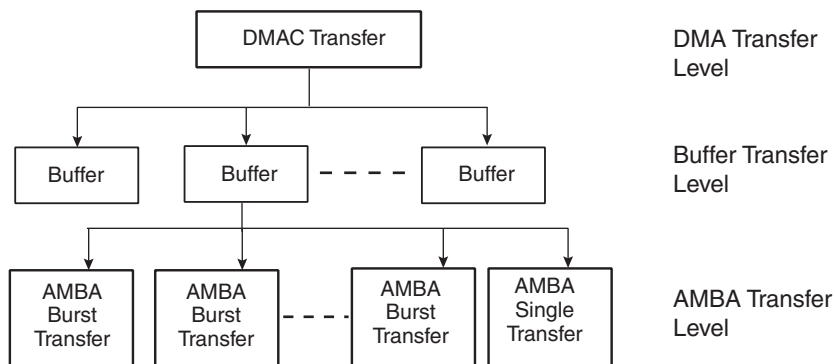 DMAC Transfer
DMA Transfer
Level
Buffer
Buffer
Buffer
Buffer Transfer
Level
AMBA
Burst
Transfer
AMBA
Burst
Transfer
AMBA
Burst
Transfer
AMBA
Single
Transfer
AMBA Transfer
Level